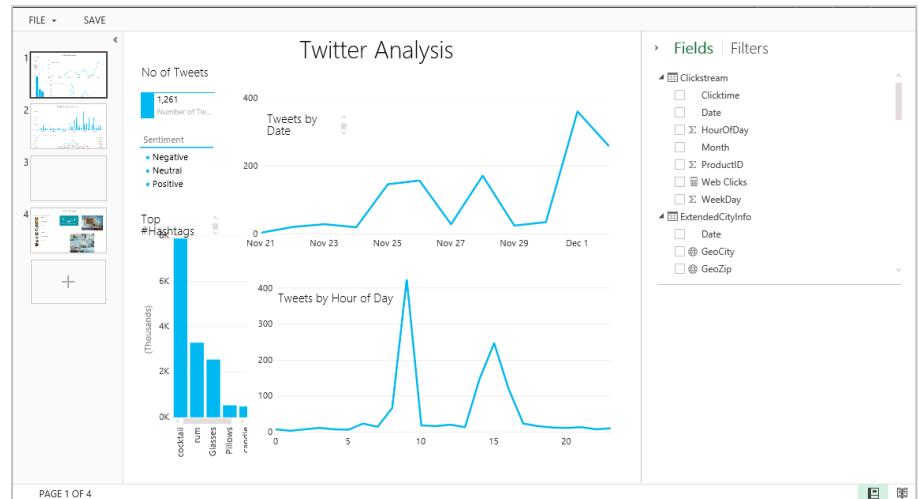 FILE SAVE
1
2
3
4
Twitter Analysis
No of Tweets
1,261
Number of Tw...
Sentiment
Negative
Neutral
Positive
Tweets by
Date
400
200
0
Nov 21 Nov 23 Nov 25 Nov 27 Nov 29 Dec 1
Top
#Hashtags
8K
6K
4K
2K
0K
(Thousands)
cocktail
rum
Glasses
Pillows
candle
Tweets by Hour of Day
400
300
200
100
0
0 5 10 15 20
Fields Filters
Clickstream
Clicktime
Date
Σ HourOfDay
Month
Σ ProductID
Web Clicks
Σ WeekDay
ExtendedCityInfo
Date
GeoCity
GeoZip
PAGE 1 OF 4